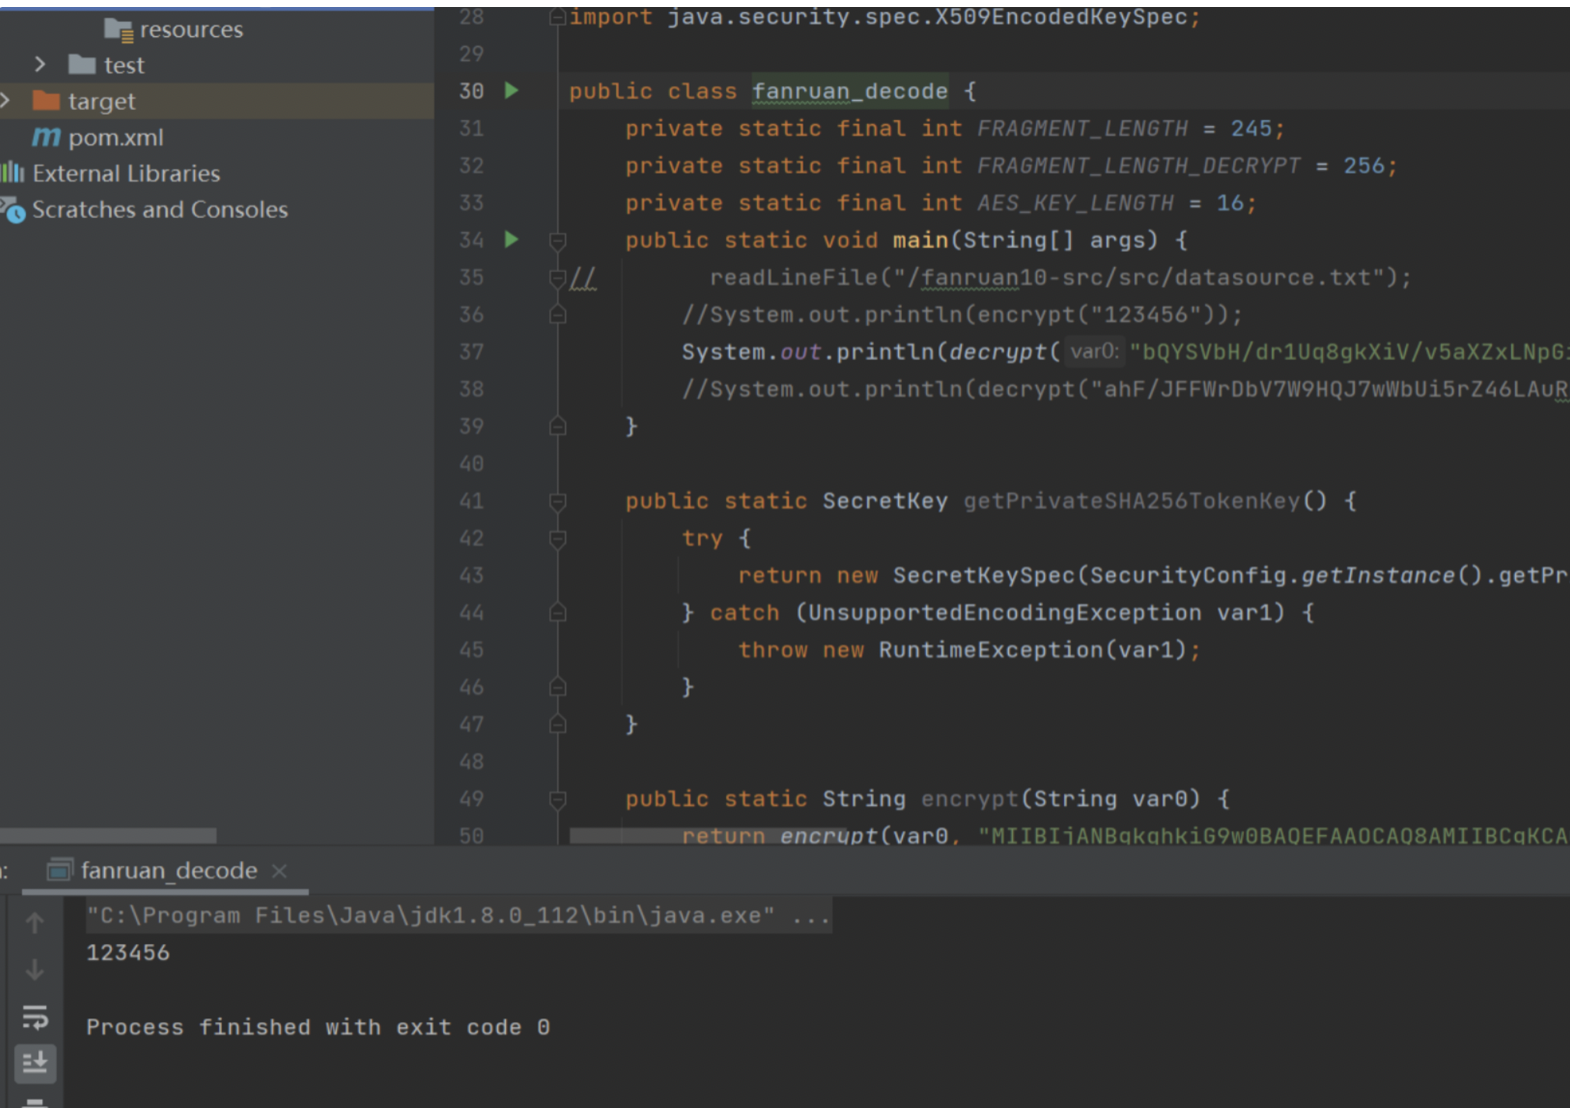 resources
test
target
pom.xml
External Libraries
Scratches and Consoles
28 import java.security.spec.X509EncodedKeySpec;
29
30 public class fanruan_decode {
31 private static final int FRAGMENT_LENGTH = 245;
32 private static final int FRAGMENT_LENGTH_DECRYPT = 256;
33 private static final int AES_KEY_LENGTH = 16;
34 public static void main(String[] args) {
35 // readLineFile("/fanruan10-src/src/datasource.txt");
36 //System.out.println(encrypt("123456"));
37 System.out.println(decrypt( var0: "bQYSVbH/dr1Uq8gkXiV/v5aXZxLNpG
38 //System.out.println(decrypt("ahF/JFFWrDbV7W9HQJ7wWbUi5rZ46LAuR
39 }
40
41 public static SecretKey getPrivateSHA256TokenKey() {
42 try {
43 return new SecretKeySpec(SecurityConfig.getInstance().getPr
44 } catch (UnsupportedEncodingException var1) {
45 throw new RuntimeException(var1);
46 }
47 }
48
49 public static String encrypt(String var0) {
50 return encrypt(var0, "MIIBIjANBgkqhkiG9w0BAQEFAAOCAQ8AMIIBCgKCA
fanruan_decode
"C:\Program Files\Java\jdk1.8.0_112\bin\java.exe" ...
123456
Process finished with exit code 0